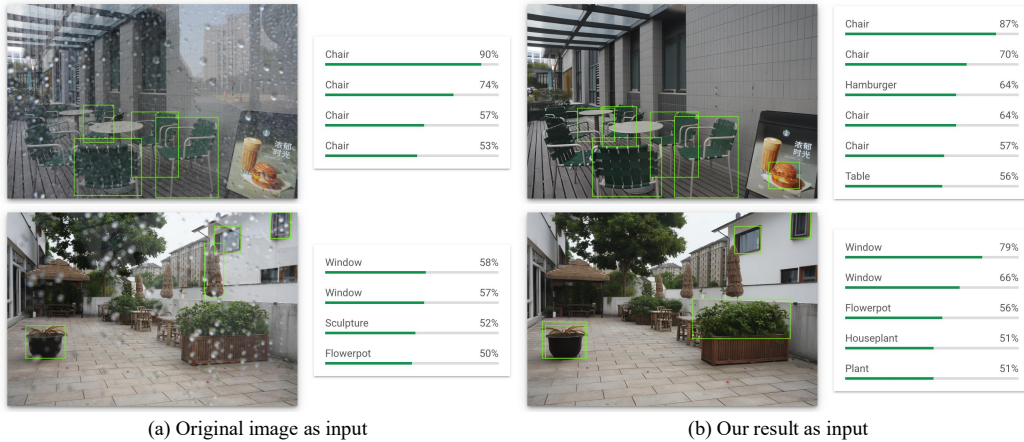 Chair 90%
Chair 74%
Chair 57%
Chair 53%
浓郁
时光
Chair 87%
Chair 70%
Hamburger 64%
Chair 64%
Chair 57%
Table 56%
浓郁
时光
Window 58%
Window 57%
Sculpture 52%
Flowerpot 50%
Window 79%
Window 66%
Flowerpot 56%
Houseplant 51%
Plant 51%
(a) Original image as input
(b) Our result as input